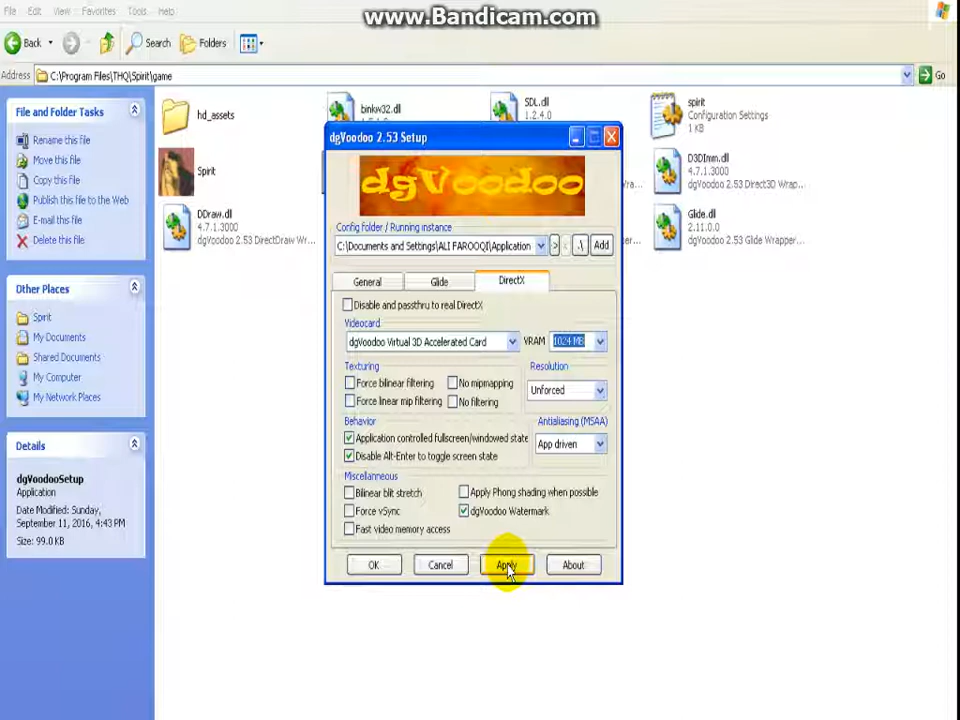 www.Bandicam.com
File Edit View Favorites Tools Help
Back Search Folders
Address C:\Program Files\THQ\Spirit\game Go
File and Folder Tasks
Rename this file
Move this file
Copy this file
Publish this file to the Web
E-mail this file
Delete this file
Other Places
Spirit
My Documents
Shared Documents
My Computer
My Network Places
Details
dgVoodooSetup
Application
Date Modified: Sunday,
September 11, 2016, 4:43 PM
Size: 99.0 KB
hd_assets
binkw32.dl
SDL.dl
1.2.4.0
spirit
Configuration Settings
1 KB
Spirit
D3DImm.dl
4.7.1.3000
dgVoodoo 2.53 Direct3D Wrap...
DDraw.dl
4.7.1.3000
dgVoodoo 2.53 DirectDraw Wr...
Glide.dl
2.11.0.0
dgVoodoo 2.53 Glide Wrapper...
dgVoodoo 2.53 Setup
dgVoodoo
Config folder / Running instance
C:\Documents and Settings\ALI FAROOQI\Application > .\ Add
General Glide DirectX
Disable and passthru to real DirectX
Videocard
dgVoodoo Virtual 3D Accelerated Card VRAM 1024 MB
Texturing Resolution
Force bilinear filtering No mipmapping Unforced
Force linear mip filtering No filtering
Behavior Antialiasing (MSAA)
Application controlled fullscreen/windowed state App driven
Disable Alt-Enter to toggle screen state
Miscellaneous
Bilinear blit stretch Apply Phong shading when possible
Force vSync dgVoodoo Watermark
Fast video memory access
OK Cancel Apply About